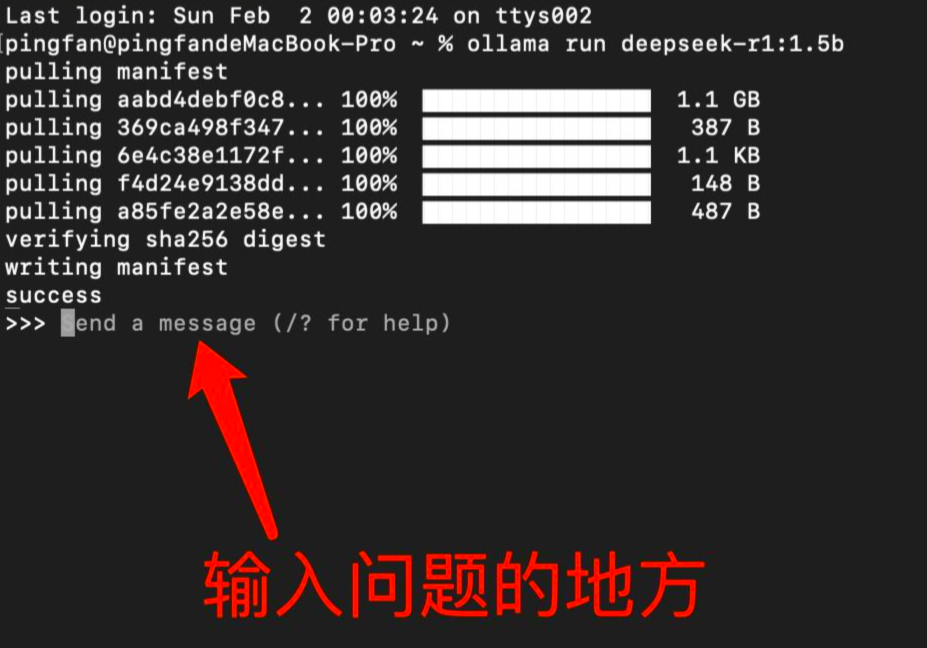 Last login: Sun Feb  2 00:03:24 on ttys002
[pingfan@pingfandeMacBook-Pro ~ % ollama run deepseek-r1:1.5b
pulling manifest
pulling aabd4debf0c8... 100% 1.1 GB
pulling 369ca498f347... 100% 387 B
pulling 6e4c38e1172f... 100% 1.1 KB
pulling f4d24e9138dd... 100% 148 B
pulling a85fe2a2e58e... 100% 487 B
verifying sha256 digest
writing manifest
success
>>> Send a message (/? for help)
输入问题的地方